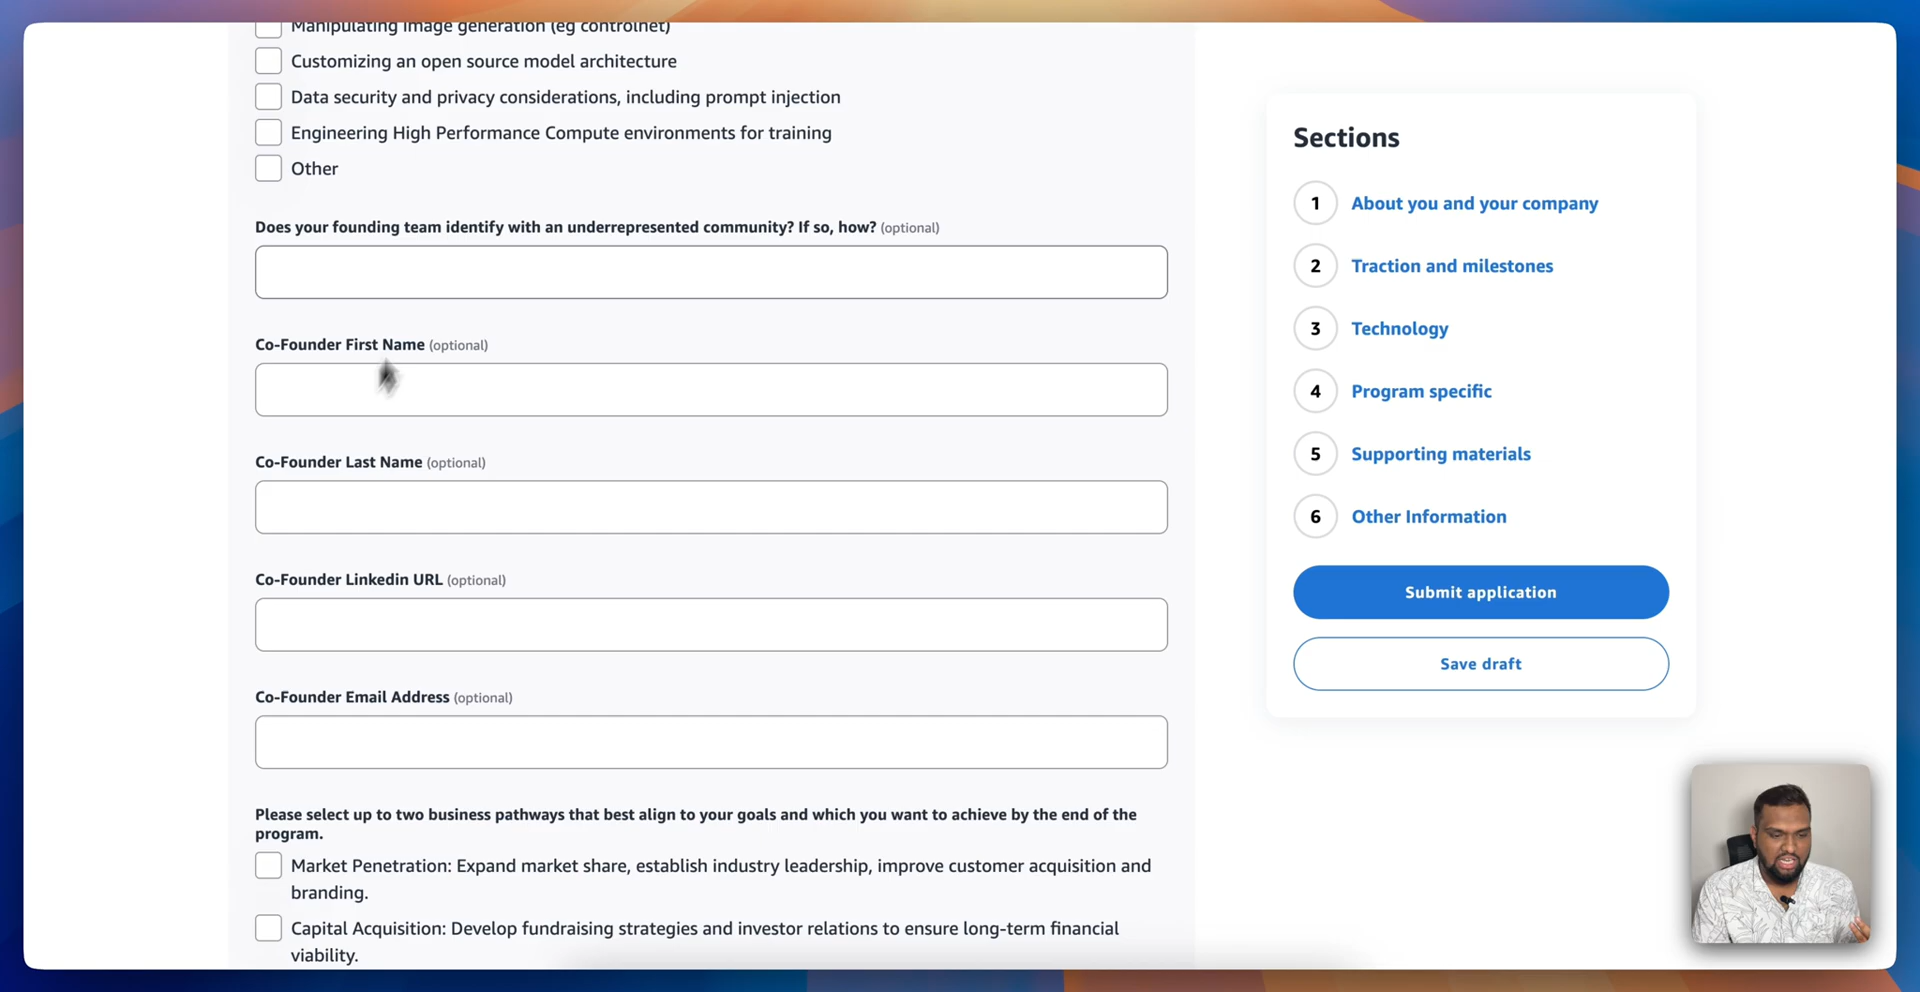 Manipulating image generation (eg controlnet)
Customizing an open source model architecture
Data security and privacy considerations, including prompt injection
Engineering High Performance Compute environments for training
Other
Does your founding team identify with an underrepresented community? If so, how? (optional)
Co-Founder First Name (optional)
Co-Founder Last Name (optional)
Co-Founder Linkedin URL (optional)
Co-Founder Email Address (optional)
Please select up to two business pathways that best align to your goals and which you want to achieve by the end of the
program.
Market Penetration: Expand market share, establish industry leadership, improve customer acquisition and
branding.
Capital Acquisition: Develop fundraising strategies and investor relations to ensure long-term financial
viability.
Sections
1 About you and your company
2 Traction and milestones
3 Technology
4 Program specific
5 Supporting materials
6 Other Information
Submit application
Save draft